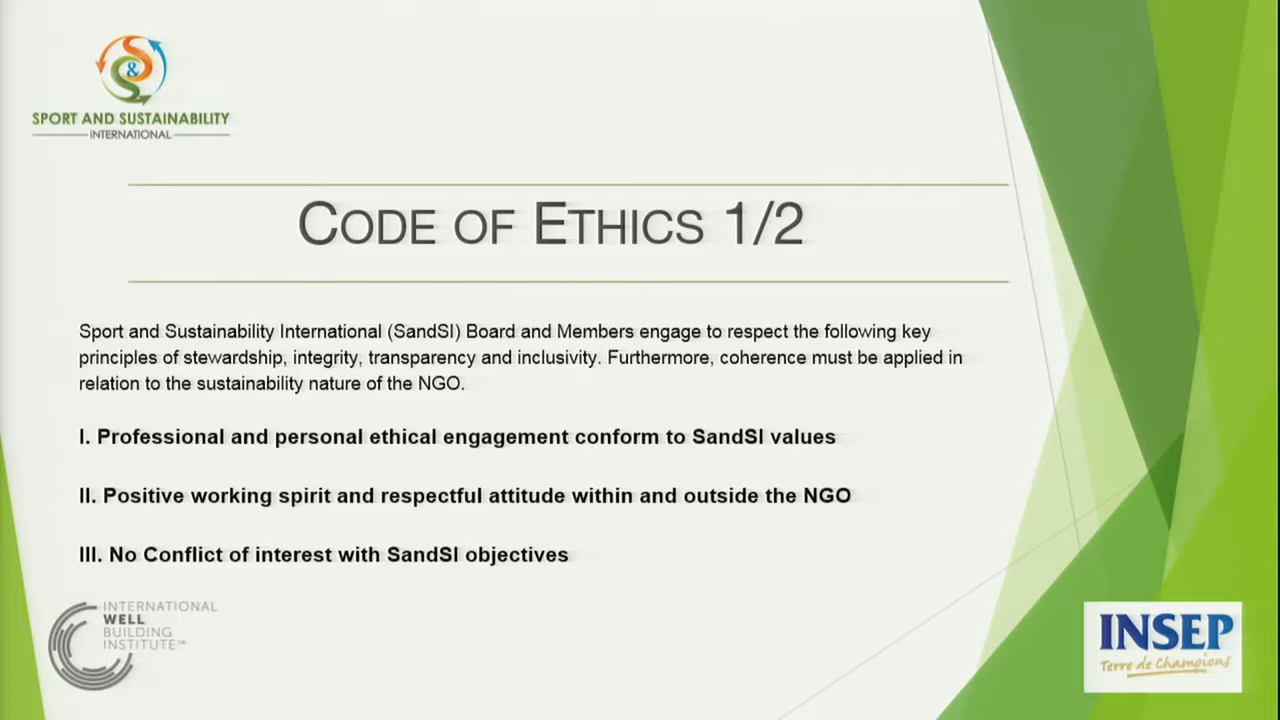 S
&
S
SPORT AND SUSTAINABILITY
INTERNATIONAL
CODE OF ETHICS 1/2
Sport and Sustainability International (SandSI) Board and Members engage to respect the following key
principles of stewardship, integrity, transparency and inclusivity. Furthermore, coherence must be applied in
relation to the sustainability nature of the NGO.
I. Professional and personal ethical engagement conform to SandSI values
II. Positive working spirit and respectful attitude within and outside the NGO
III. No Conflict of interest with SandSI objectives
INTERNATIONAL
WELL
BUILDING
INSTITUTE™
INSEP
Terre de Champions